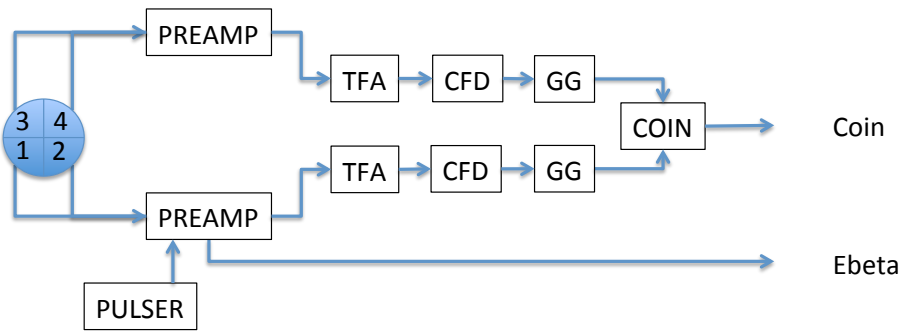 PREAMP
TFA CFD GG
3 4
COIN Coin
1 2
TFA CFD GG
PREAMP
Ebeta
PULSER